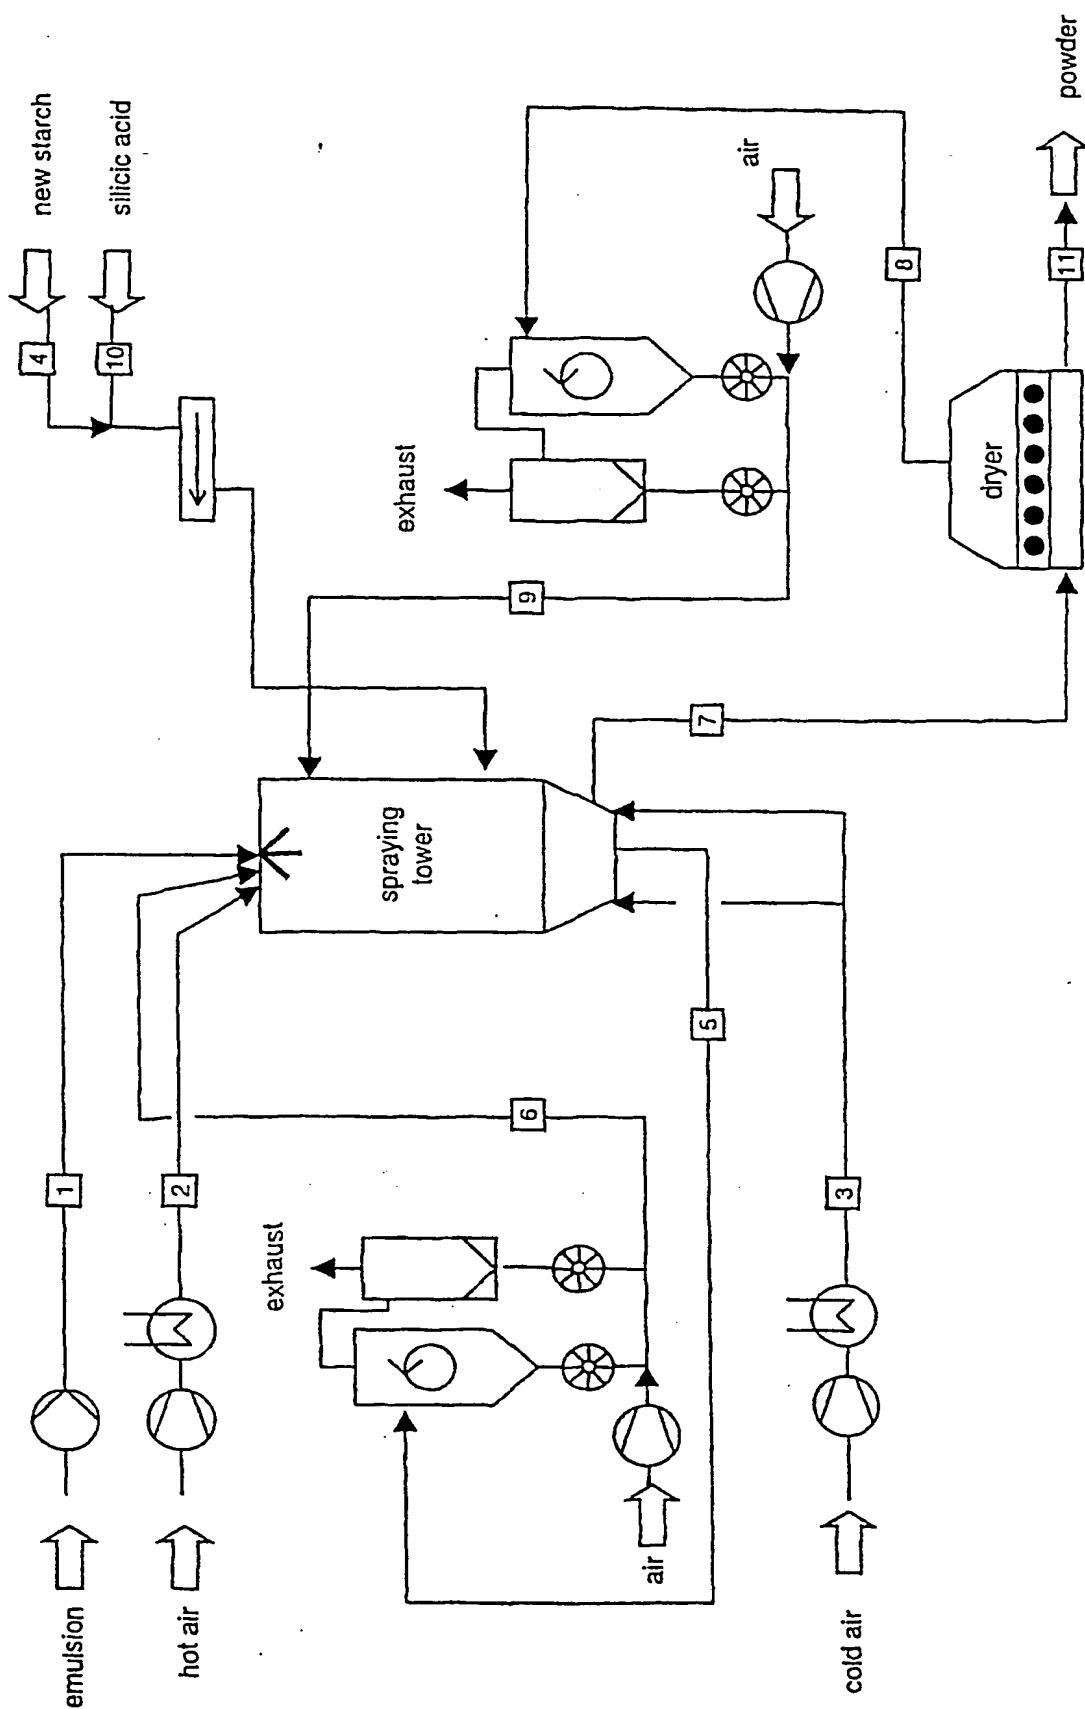 4
new starch
emulsion
1
10
silicic acid
hot air
2
exhaust
spraying
tower
exhaust
6
9
air
5
7
air
cold air
3
8
dryer
11
powder